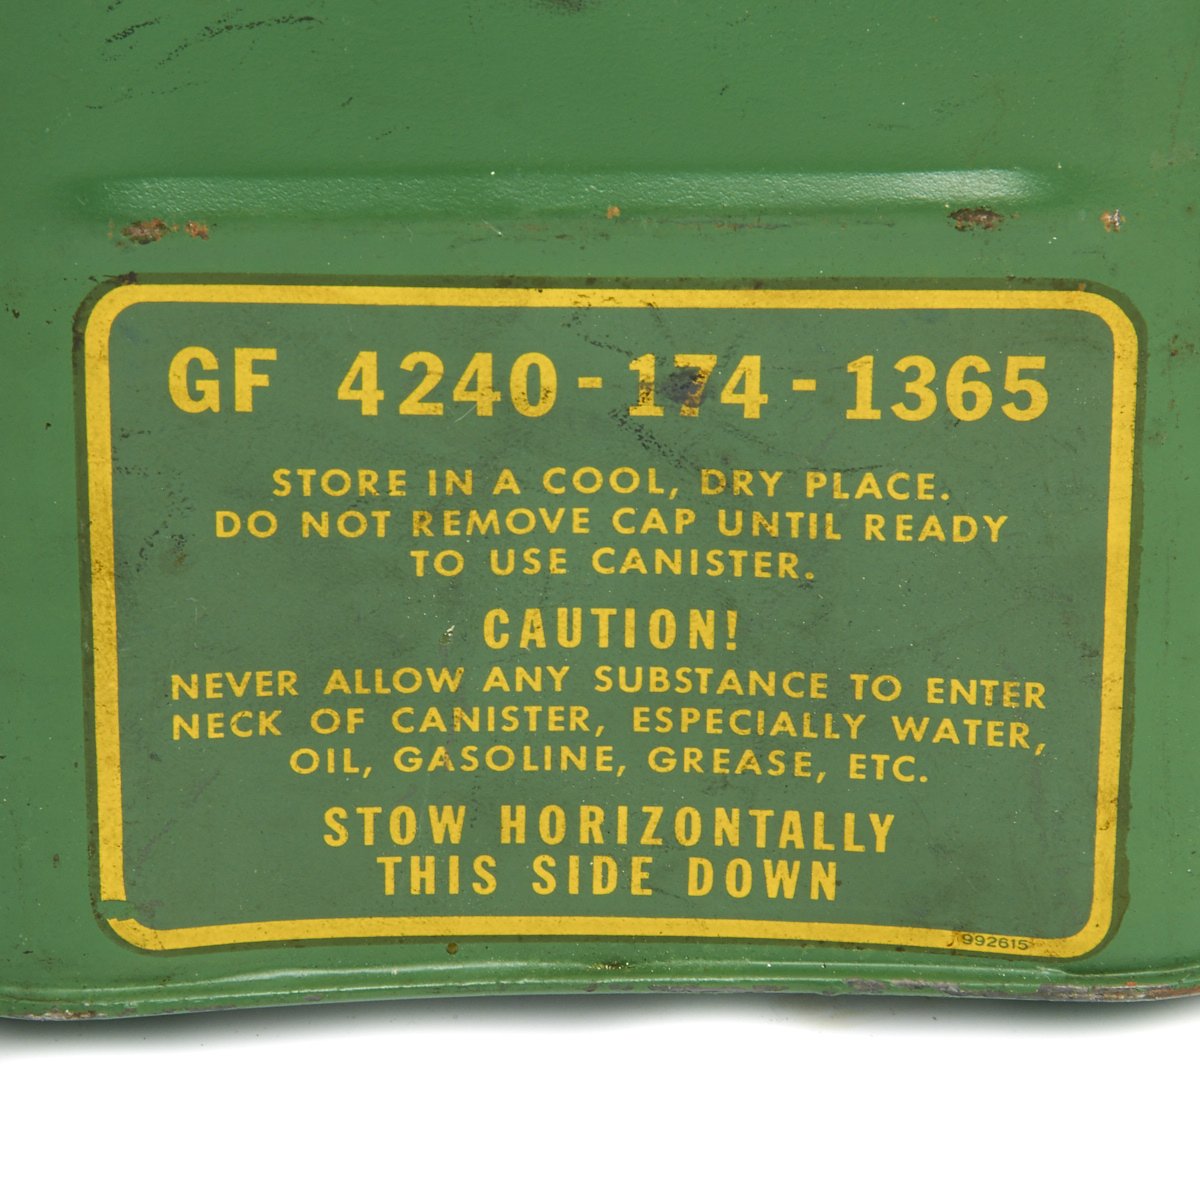 GF 4240-174-1365
STORE IN A COOL, DRY PLACE.
DO NOT REMOVE CAP UNTIL READY
TO USE CANISTER.
CAUTION!
NEVER ALLOW ANY SUBSTANCE TO ENTER
NECK OF CANISTER, ESPECIALLY WATER,
OIL, GASOLINE, GREASE, ETC.
STOW HORIZONTALLY
THIS SIDE DOWN
992615